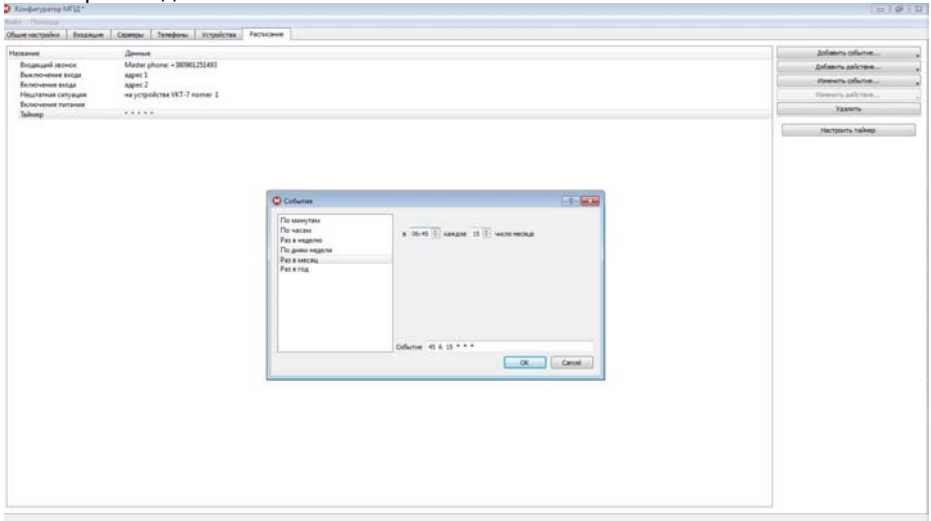 Конфигуратор МПД*
Файл Помощь
Общие настройки Входящие Серверы Телефоны Устройства Расписание
Название Данные
Входящий звонок Master phone: +380961251493
Выключение входа адрес 1
Включение входа адрес 2
Нештатная ситуация на устройстве VKT-7 nomer: 1
Включение питания
Таймер * * * * *
Добавить событие...
Добавить действие...
Изменить событие...
Изменить действие...
Удалить
Настроить таймер
События
По минутам
По часам
Раз в неделю
По дням недели
Раз в месяц
Раз в год
в 06:45 каждое 15 число месяца
Событие 45 6 15 * * *
OK Cancel